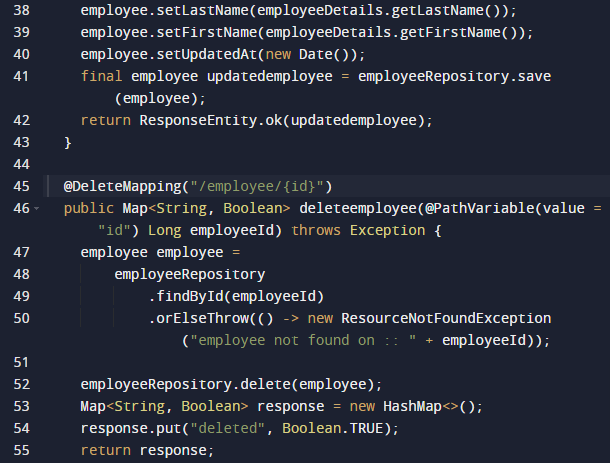 38 employee.setLastName(employeeDetails.getLastName());
39 employee.setFirstName(employeeDetails.getFirstName());
40 employee.setUpdatedAt(new Date());
41 final employee updatedemployee = employeeRepository.save
(employee);
42 return ResponseEntity.ok(updatedemployee);
43 }
44
45 @DeleteMapping("/employee/{id}")
46 public Map<String, Boolean> deleteemployee(@PathVariable(value =
"id") Long employeeId) throws Exception {
47 employee employee =
48 employeeRepository
49 .findById(employeeId)
50 .orElseThrow(() -> new ResourceNotFoundException
("employee not found on :: " + employeeId));
51
52 employeeRepository.delete(employee);
53 Map<String, Boolean> response = new HashMap<>();
54 response.put("deleted", Boolean.TRUE);
55 return response;